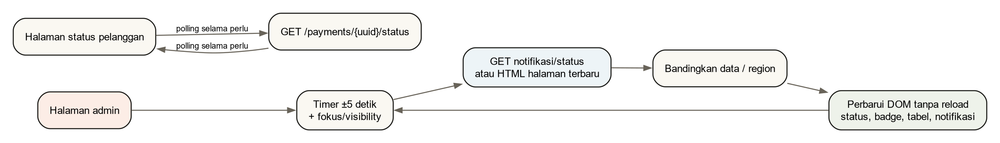 Halaman status pelanggan
polling selama perlu
polling selama perlu
GET /payments/{uuid}/status
Halaman admin
Timer ±5 detik
+ fokus/visibility
GET notifikasi/status
atau HTML halaman terbaru
Bandingkan data / region
Perbarui DOM tanpa reload
status, badge, tabel, notifikasi